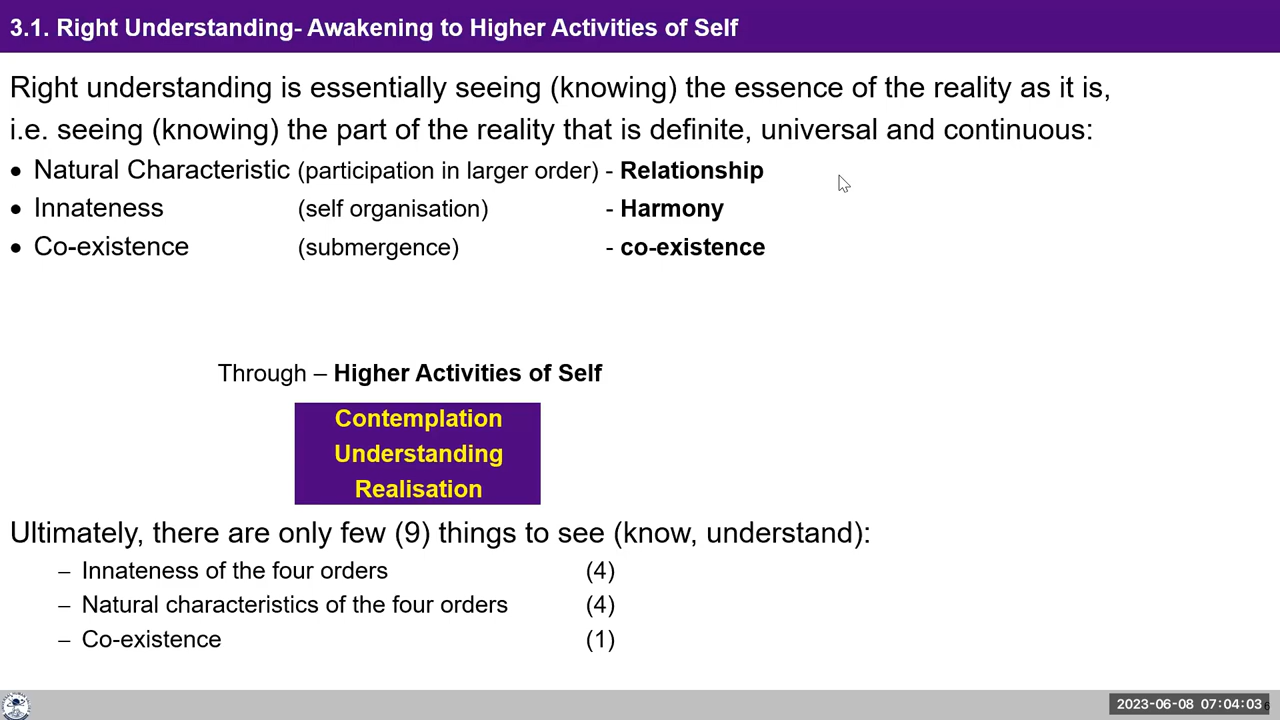 3.1. Right Understanding- Awakening to Higher Activities of Self
Right understanding is essentially seeing (knowing) the essence of the reality as it is,
i.e. seeing (knowing) the part of the reality that is definite, universal and continuous:
• Natural Characteristic (participation in larger order) - Relationship
• Innateness (self organisation) - Harmony
• Co-existence (submergence) - co-existence
Through – Higher Activities of Self
Contemplation
Understanding
Realisation
Ultimately, there are only few (9) things to see (know, understand):
– Innateness of the four orders (4)
– Natural characteristics of the four orders (4)
– Co-existence (1)
2023-06-08 07:04:03
6